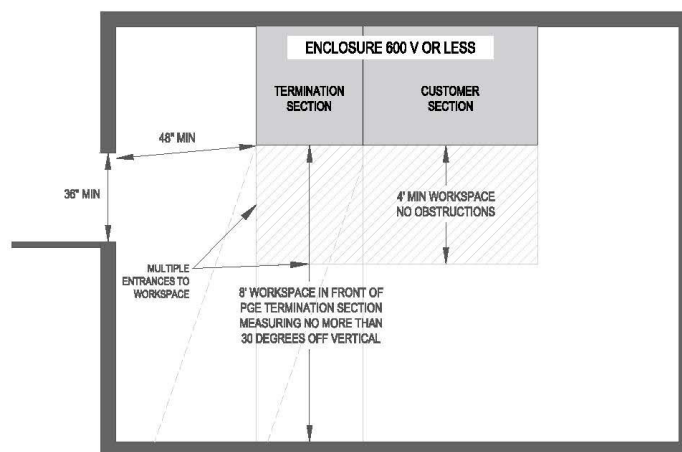 ENCLOSURE 600 V OR LESS
TERMINATION
SECTION
CUSTOMER
SECTION
48" MIN
36" MIN
4' MIN WORKSPACE
NO OBSTRUCTIONS
MULTIPLE
ENTRANCES TO
WORKSPACE
8' WORKSPACE IN FRONT OF
PGE TERMINATION SECTION
MEASURING NO MORE THAN
30 DEGREES OFF VERTICAL